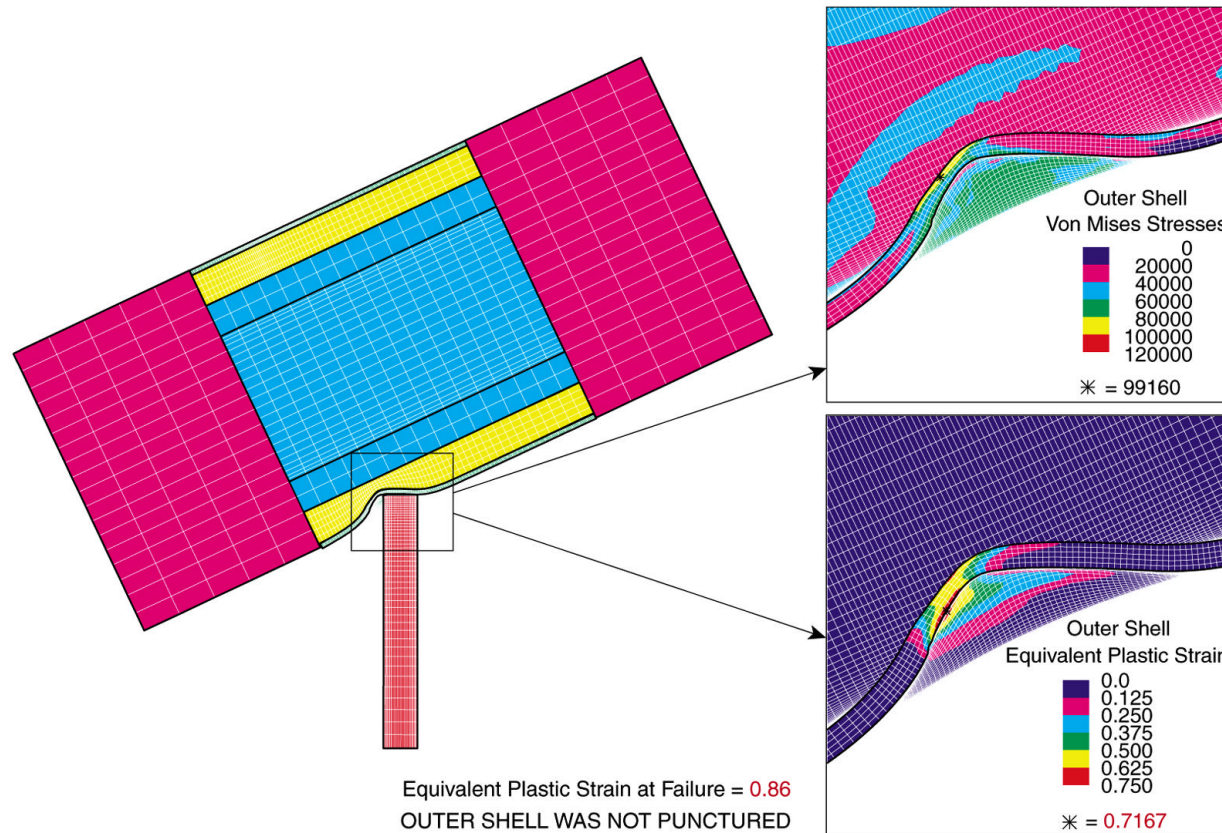 Outer Shell
Von Mises Stresses
0
20000
40000
60000
80000
100000
120000
✳ = 99160
Outer Shell
Equivalent Plastic Strain
0.0
0.125
0.250
0.375
0.500
0.625
0.750
✳ = 0.7167
Equivalent Plastic Strain at Failure = 0.86
OUTER SHELL WAS NOT PUNCTURED